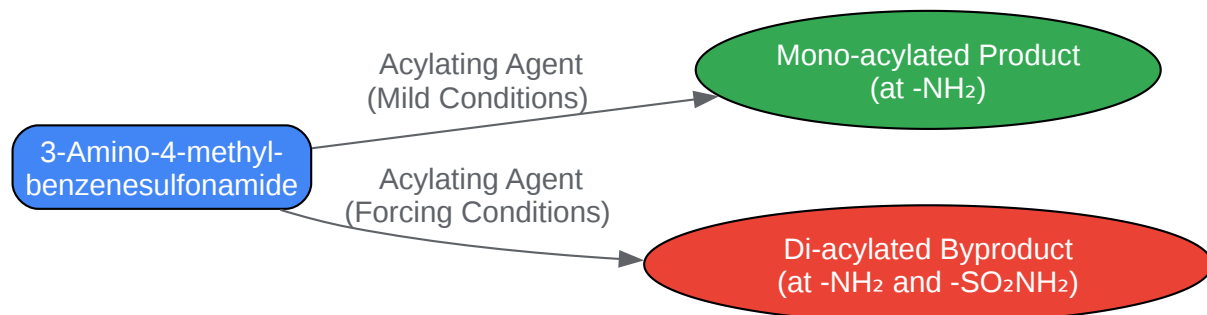 3-Amino-4-methyl-
benzenesulfonamide
Acylating Agent
(Mild Conditions)
Mono-acylated Product
(at -NH₂)
Acylating Agent
(Forcing Conditions)
Di-acylated Byproduct
(at -NH₂ and -SO₂NH₂)